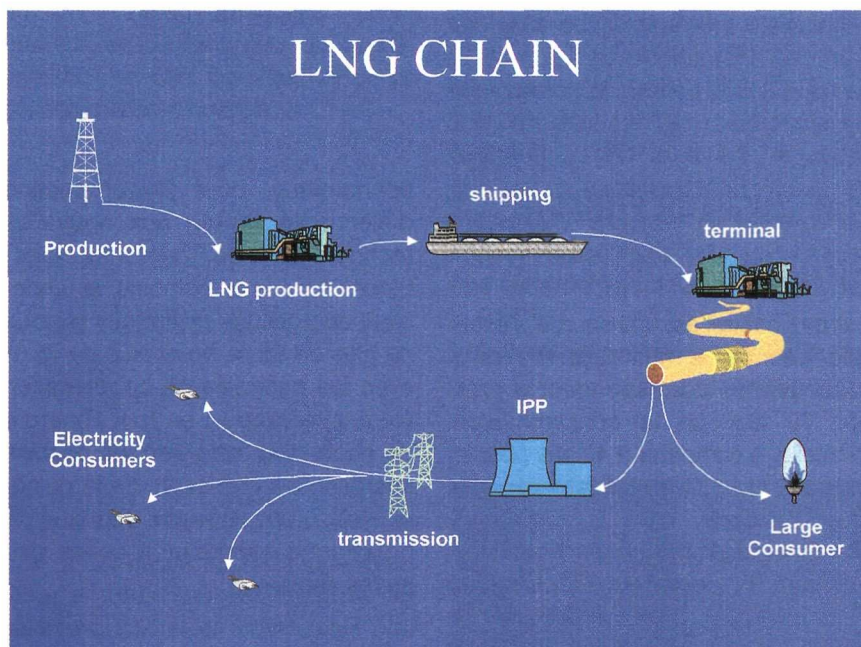 LNG CHAIN
shipping
terminal
Production
LNG production
IPP
Electricity
Consumers
transmission
Large
Consumer